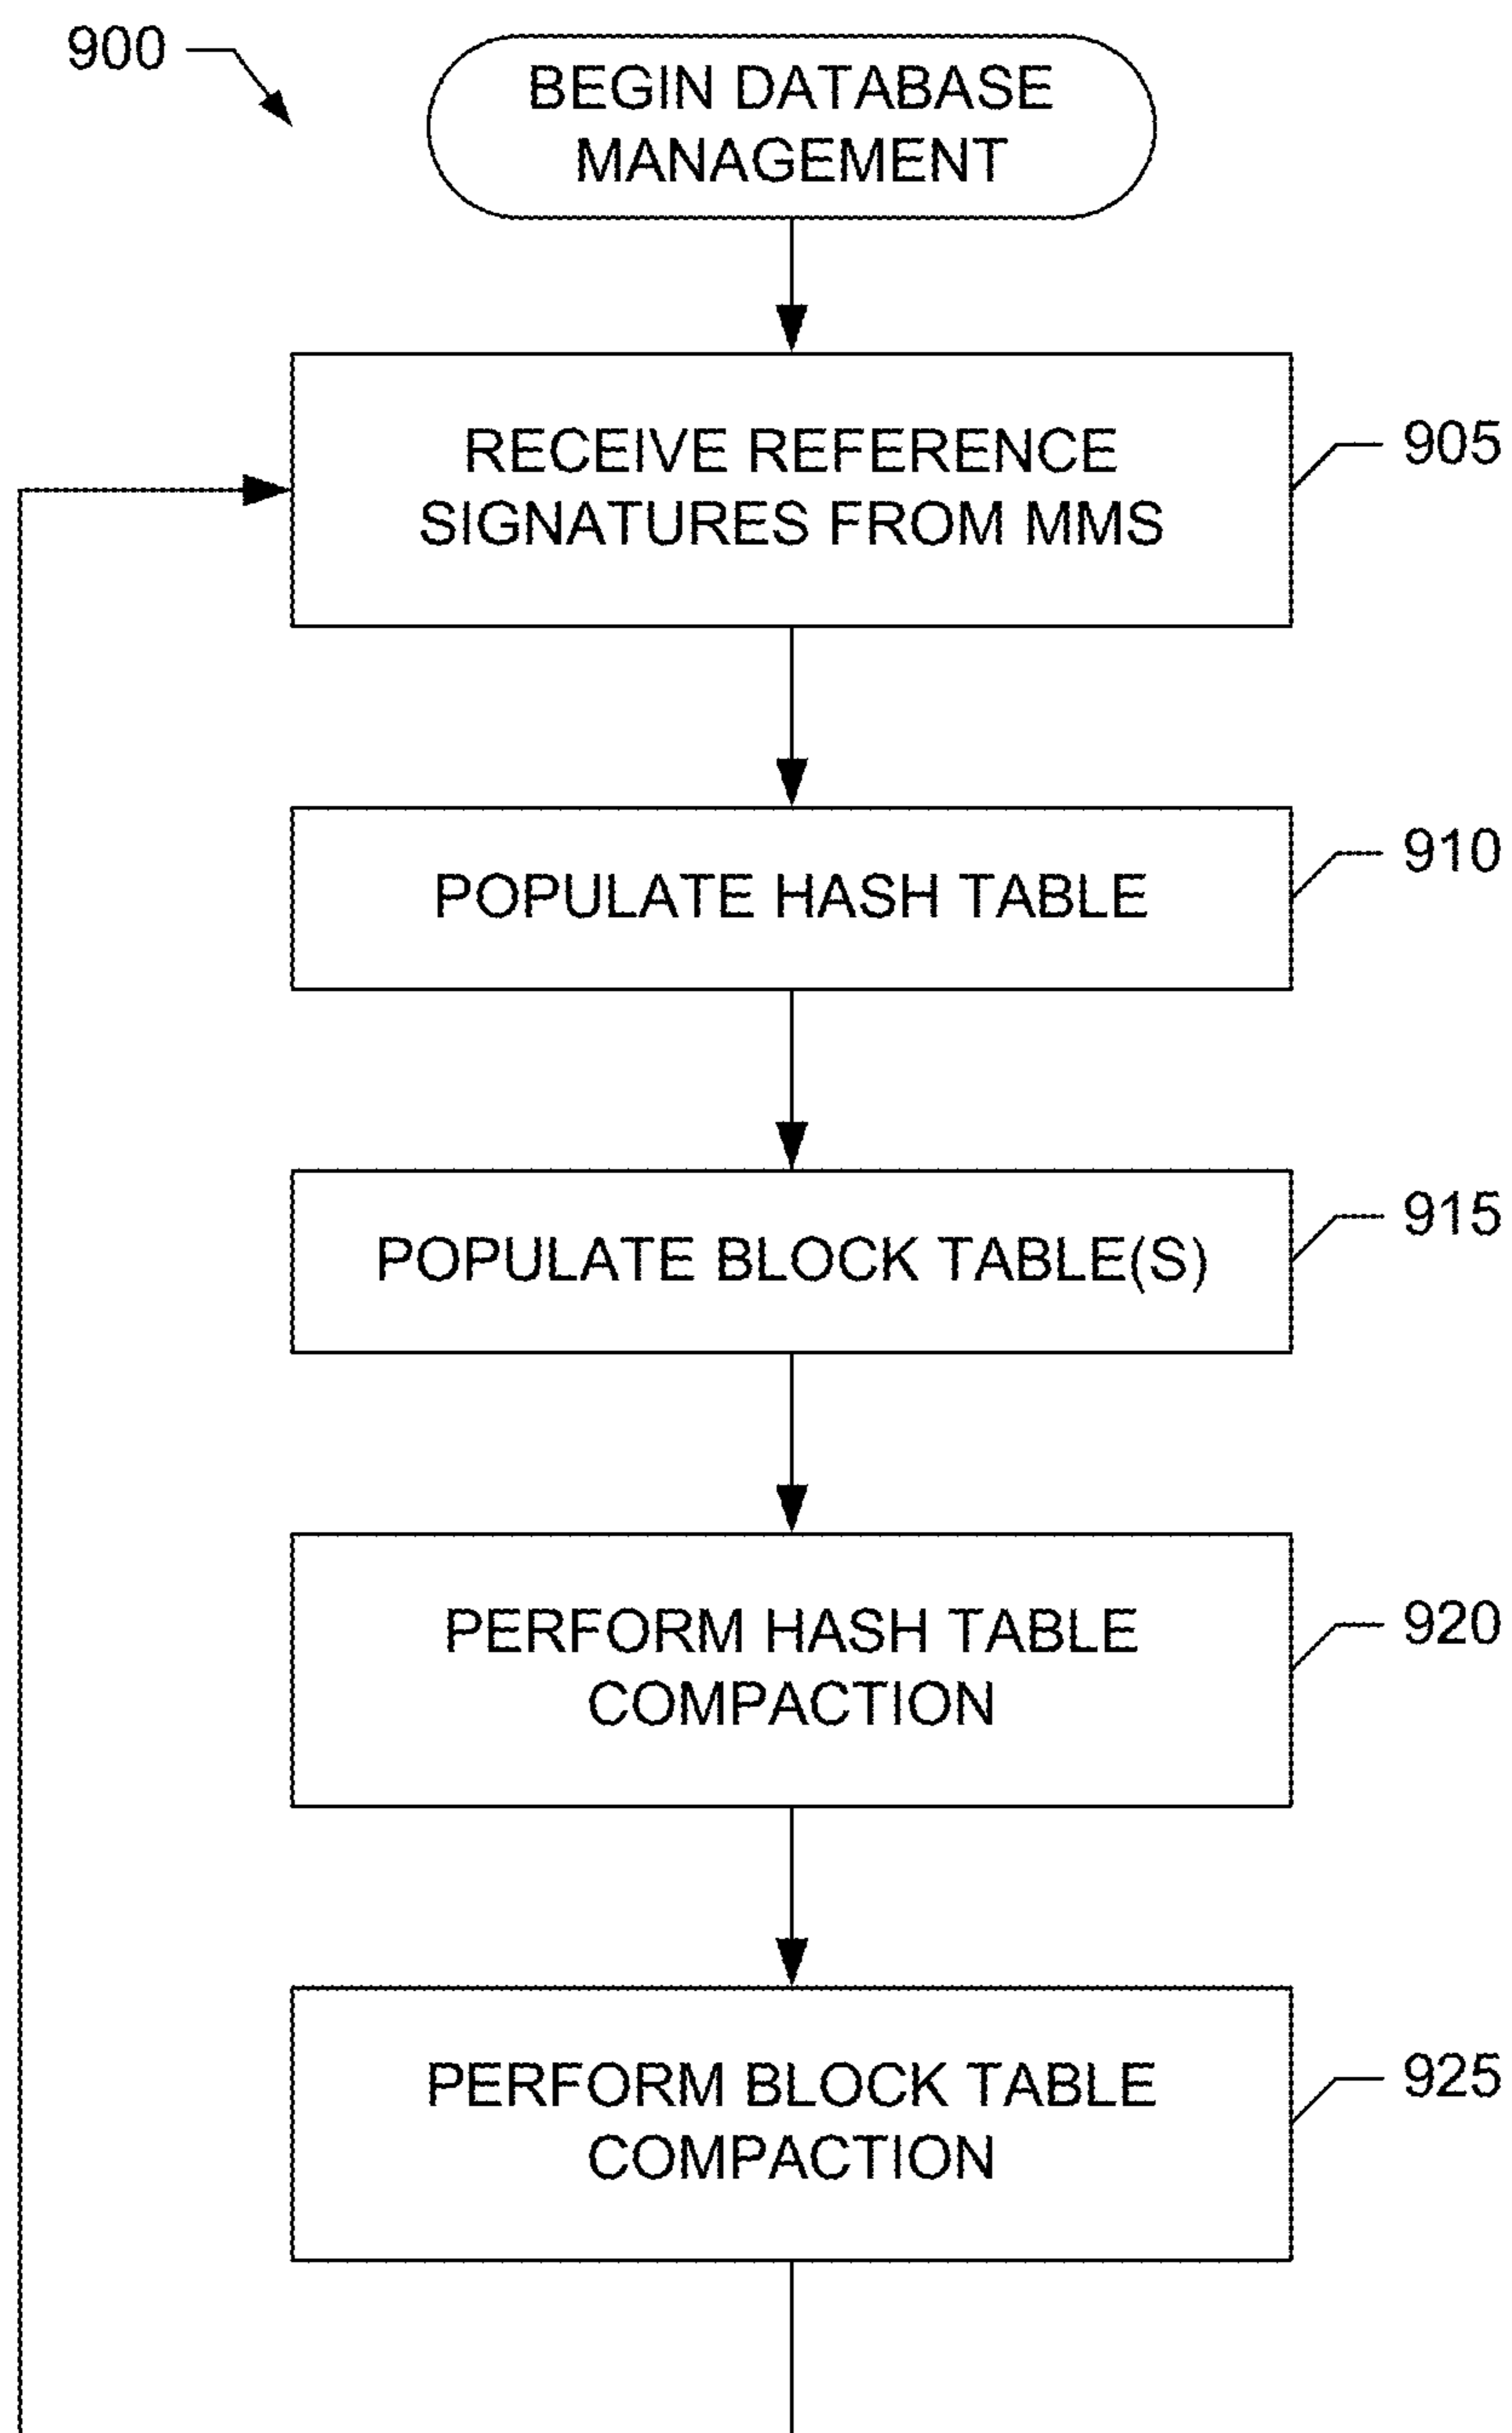 900
BEGIN DATABASE
MANAGEMENT
RECEIVE REFERENCE
SIGNATURES FROM MMS
905
POPULATE HASH TABLE
910
POPULATE BLOCK TABLE(S)
915
PERFORM HASH TABLE
COMPACTION
920
PERFORM BLOCK TABLE
COMPACTION
925